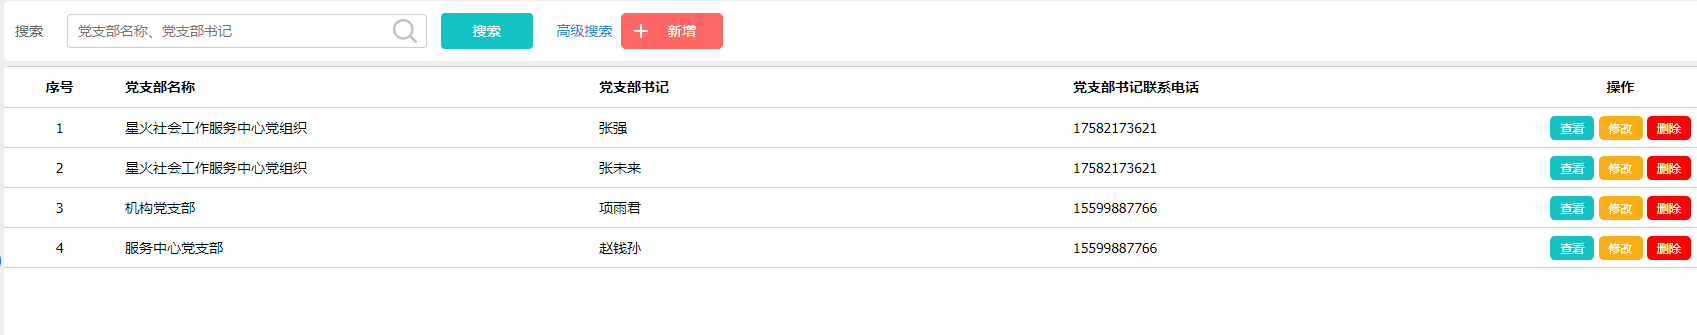 搜索 党支部名称、党支部书记 搜索 高级搜索 新增
序号 党支部名称 党支部书记 党支部书记联系电话 操作
1 星火社会工作服务中心党组织 张强 17582173621 查看 修改 删除
2 星火社会工作服务中心党组织 张未来 17582173621 查看 修改 删除
3 机构党支部 项雨君 15599887766 查看 修改 删除
4 服务中心党支部 赵钱孙 15599887766 查看 修改 删除